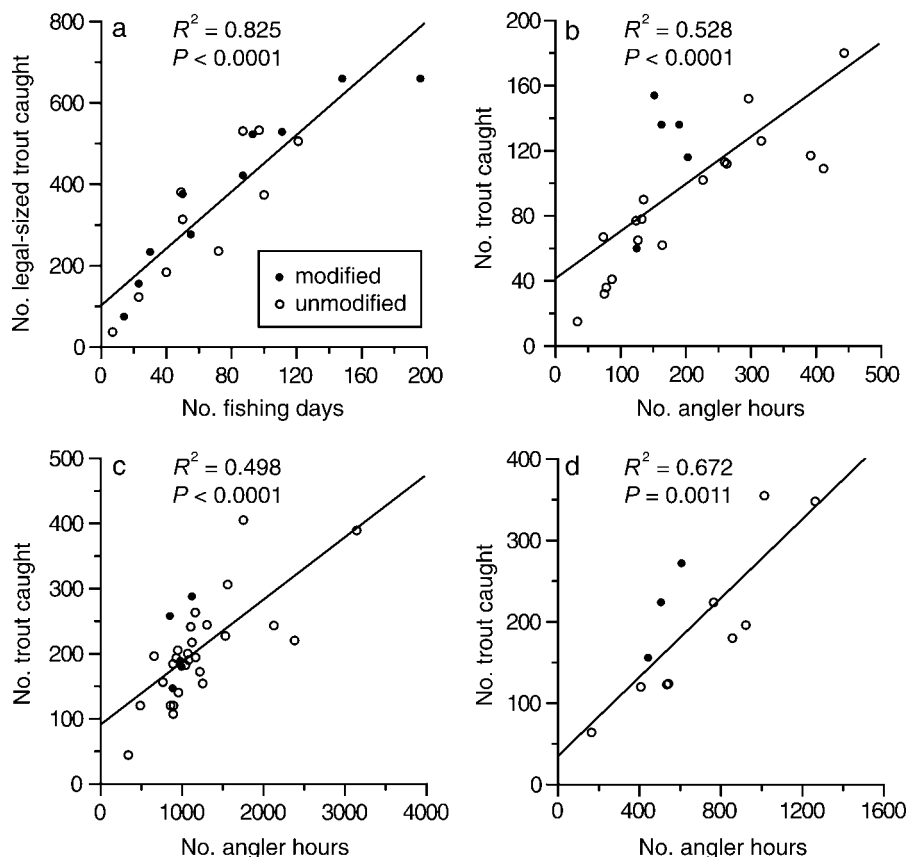 a
R² = 0.825
P < 0.0001
No. legal-sized trout caught
800
600
400
200
0
modified
unmodified
0 40 80 120 160 200
No. fishing days
b
R² = 0.528
P < 0.0001
No. trout caught
200
160
120
80
40
0
0 100 200 300 400 500
No. angler hours
c
R² = 0.498
P < 0.0001
No. trout caught
500
400
300
200
100
0
0 1000 2000 3000 4000
No. angler hours
d
R² = 0.672
P = 0.0011
No. trout caught
400
300
200
100
0
0 400 800 1200 1600
No. angler hours